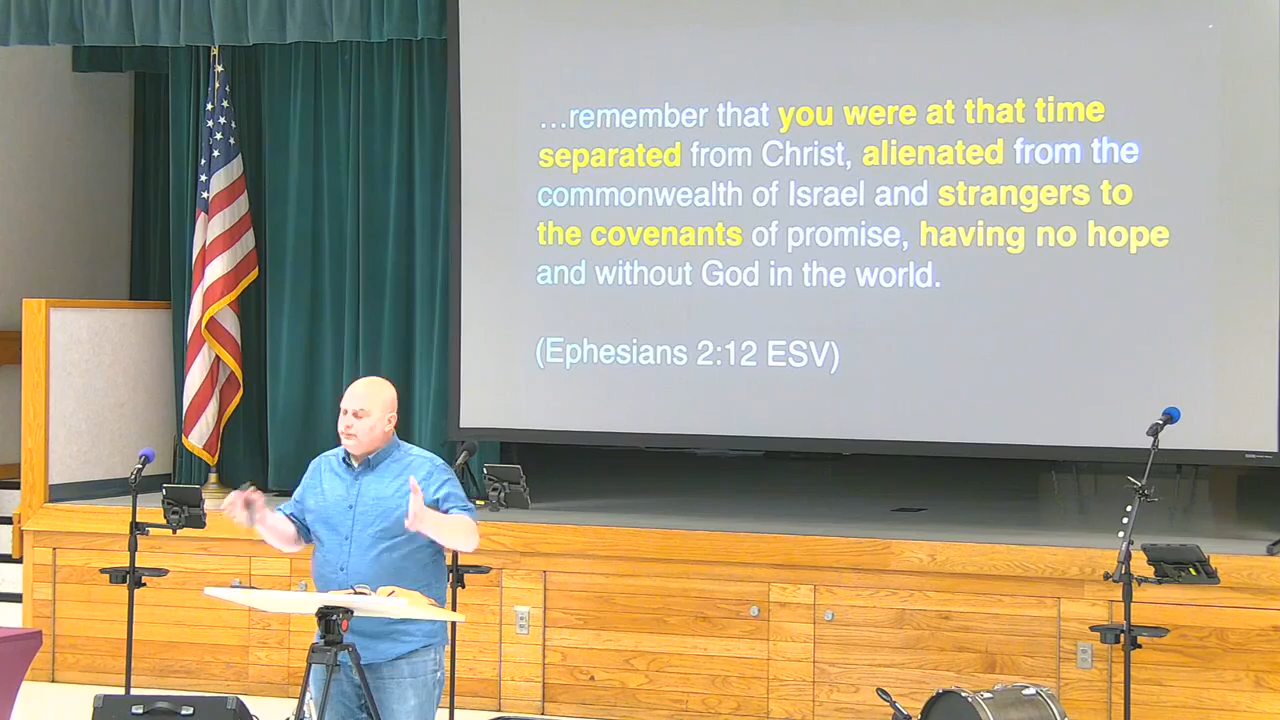 …remember that you were at that time
separated from Christ, alienated from the
commonwealth of Israel and strangers to
the covenants of promise, having no hope
and without God in the world.
(Ephesians 2:12 ESV)